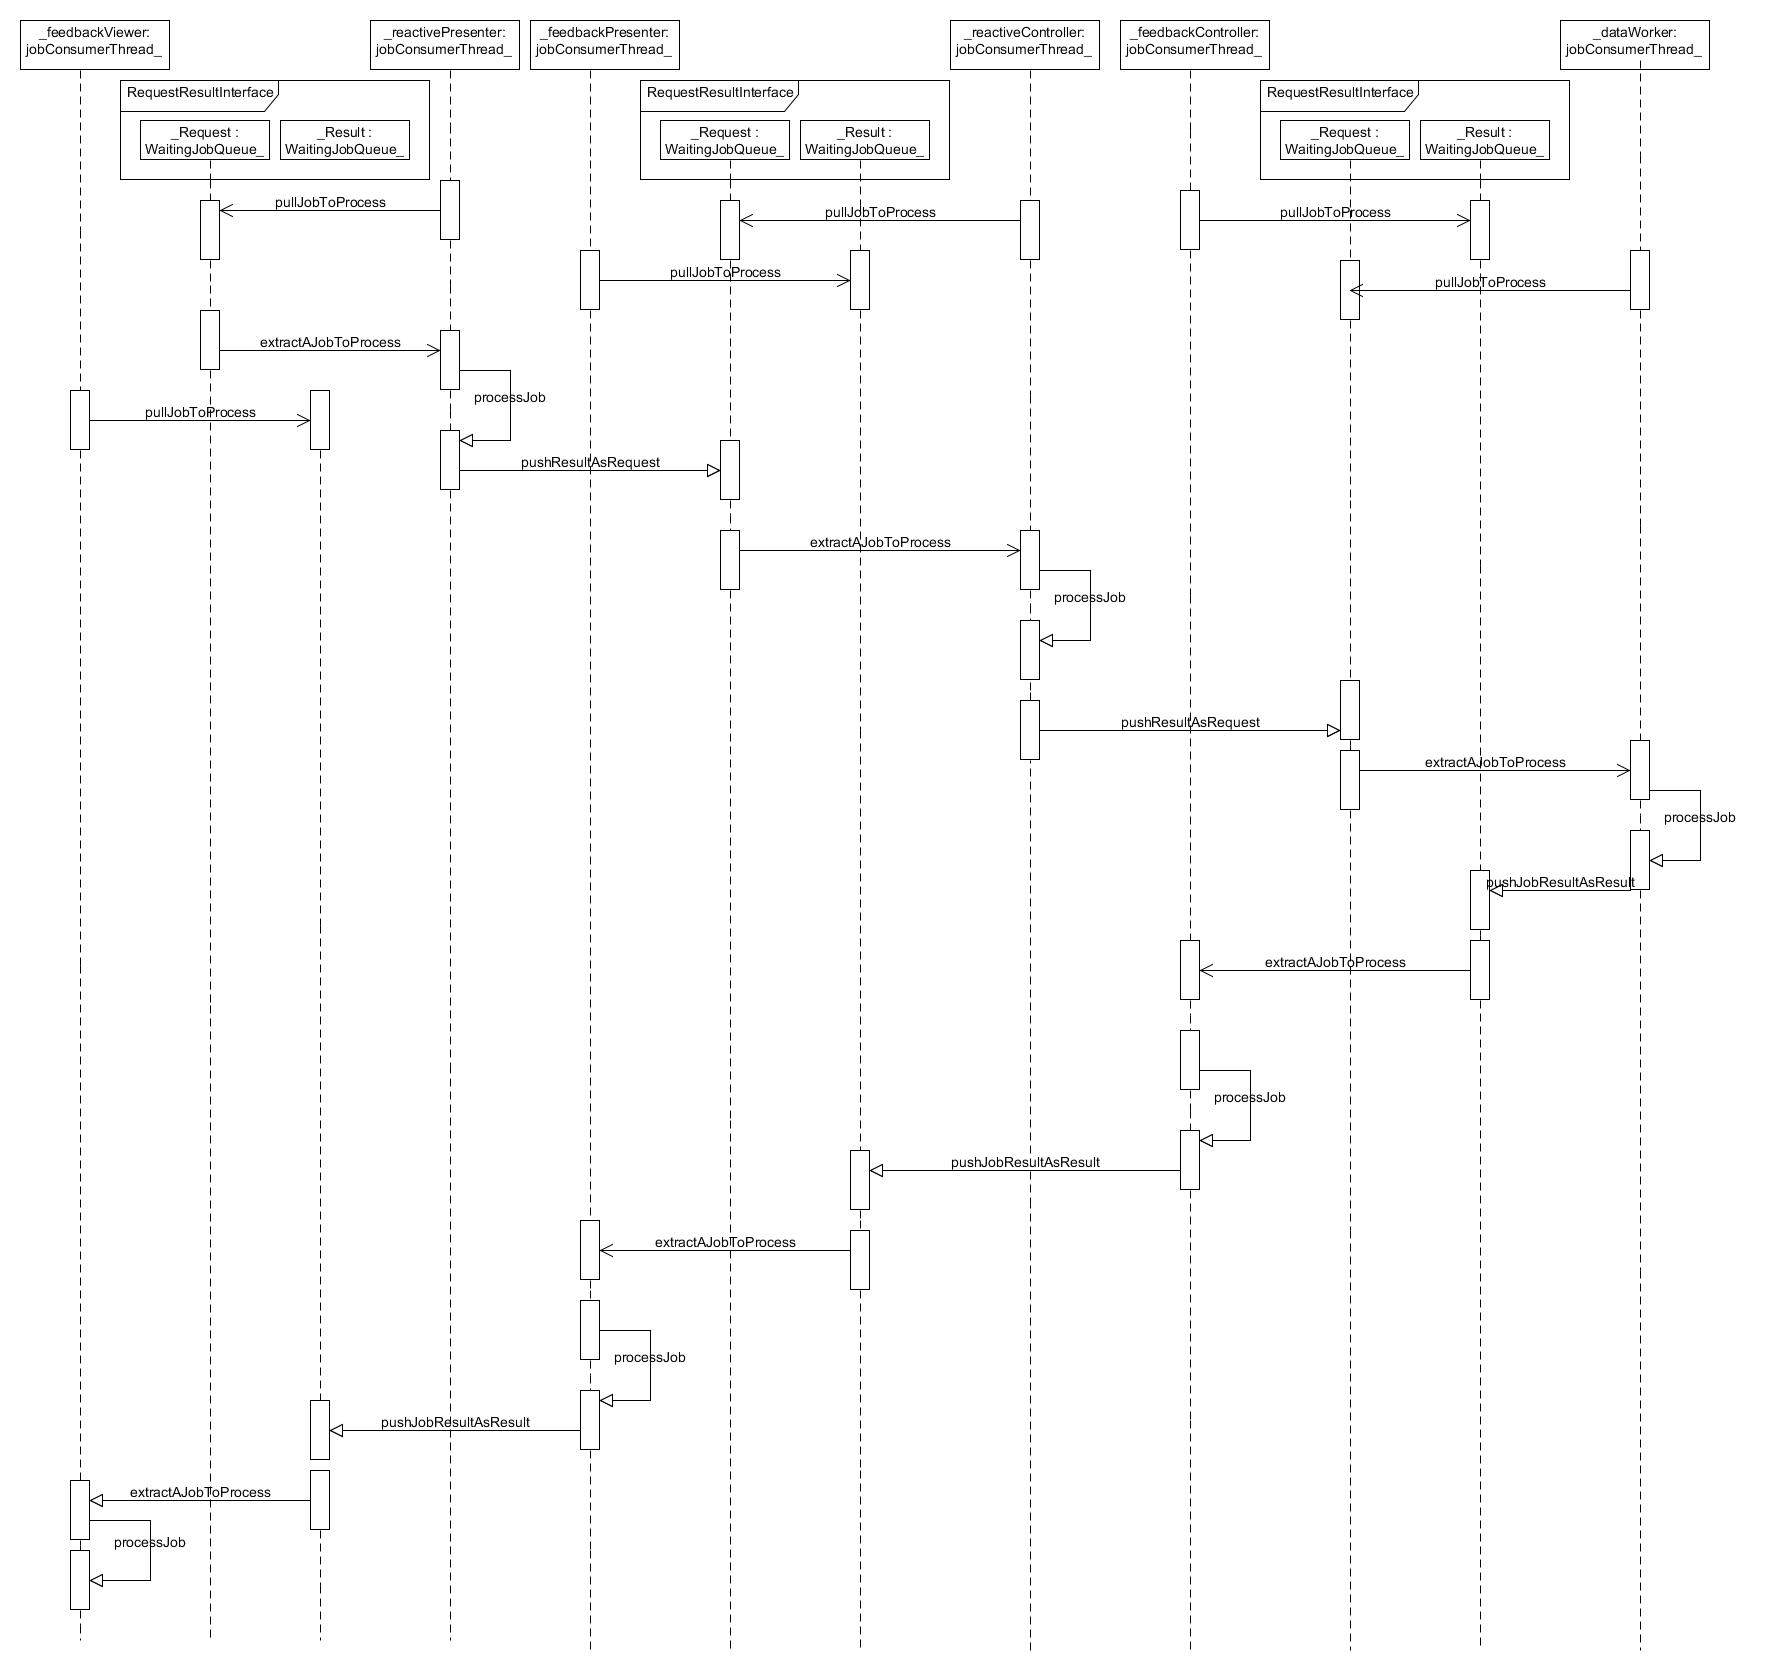 _feedbackViewer:
jobConsumerThread_
_reactivePresenter:
jobConsumerThread_
_feedbackPresenter:
jobConsumerThread_
_reactiveController:
jobConsumerThread_
_feedbackController:
jobConsumerThread_
_dataWorker:
jobConsumerThread_
RequestResultInterface
_Request :
WaitingJobQueue_
_Result :
WaitingJobQueue_
RequestResultInterface
_Request :
WaitingJobQueue_
_Result :
WaitingJobQueue_
RequestResultInterface
_Request :
WaitingJobQueue_
_Result :
WaitingJobQueue_
pullJobToProcess
pullJobToProcess
pullJobToProcess
pullJobToProcess
pullJobToProcess
extractAJobToProcess
processJob
pullJobToProcess
pushResultAsRequest
extractAJobToProcess
processJob
pushResultAsRequest
extractAJobToProcess
processJob
pushJobResultAsResult
extractAJobToProcess
processJob
pushJobResultAsResult
extractAJobToProcess
processJob
pushJobResultAsResult
extractAJobToProcess
processJob